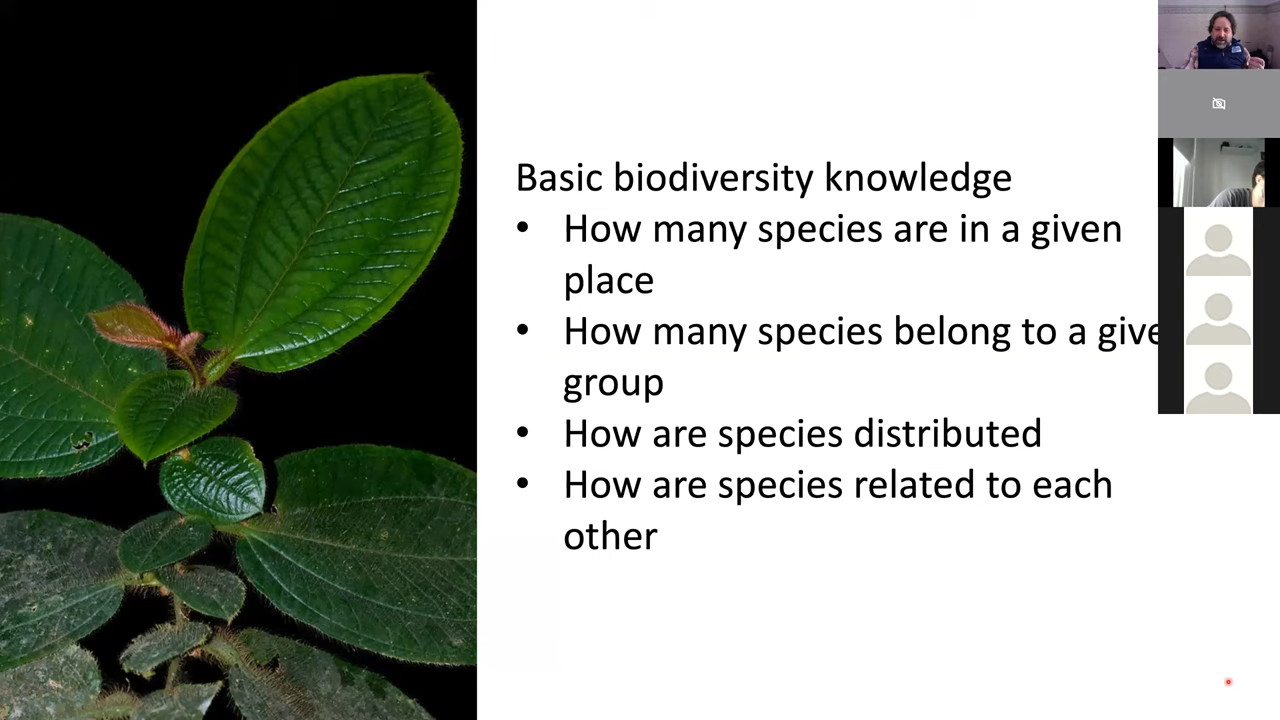 Basic biodiversity knowledge
• How many species are in a given
place
• How many species belong to a give
group
• How are species distributed
• How are species related to each
other